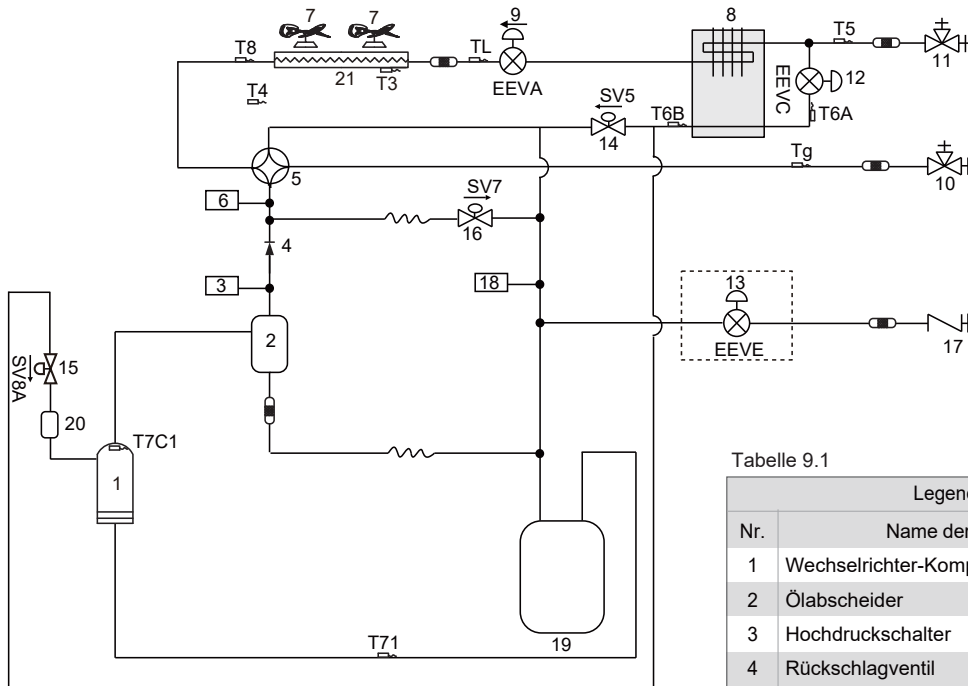 7 7 9 8
T8 TL T5
21 T3 EEVA 11
T4 EEVC 12
SV5 T6B T6A
14
5 Tg
10
6 SV7
16
4
3 18 13
2
EEVE 17
SV8A 15
20
T7C1
1
19
T71
Tabelle 9.1
Legen
Nr. Name der
1 Wechselrichter-Komp
2 Ölabscheider
3 Hochdruckschalter
4 Rückschlagventil